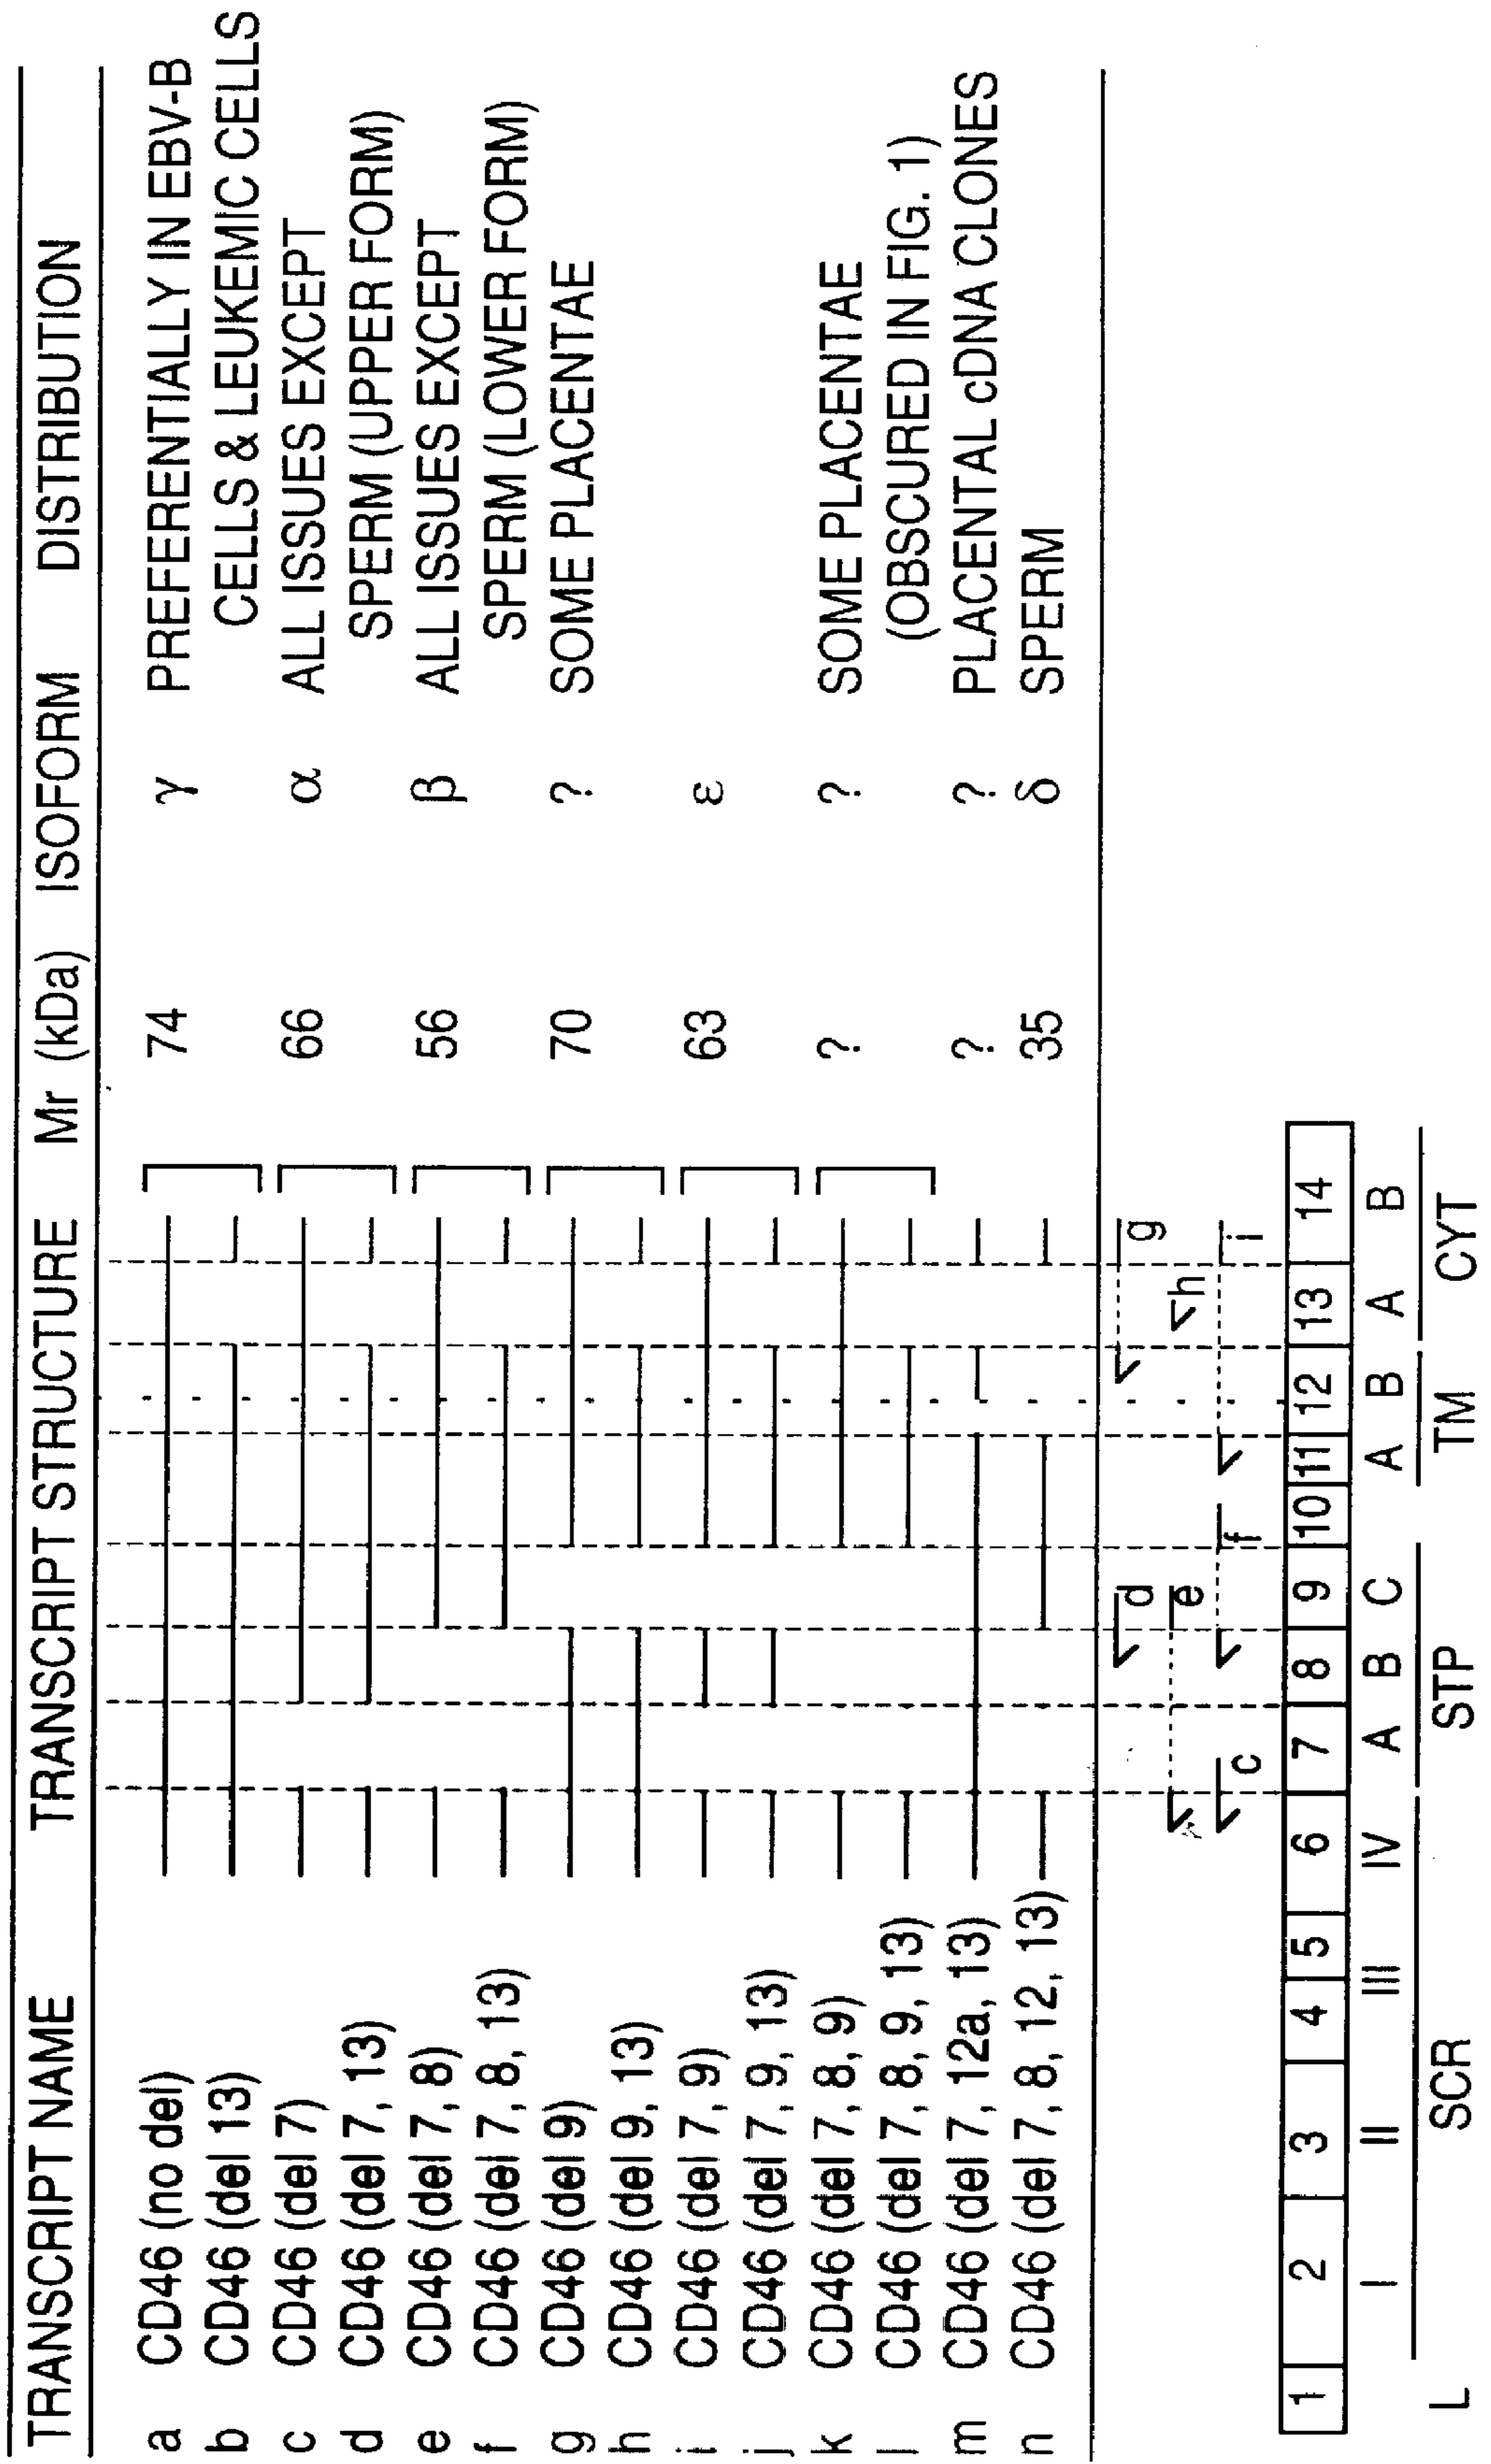 TRANSCRIPT NAME TRANSCRIPT STRUCTURE Mr (kDa) ISOFORM DISTRIBUTION
a CD46 (no del) 74 γ PREFERENTIALLY IN EBV-B
b CD46 (del 13) CELLS & LEUKEMIC CELLS
c CD46 (del 7) 66 α ALL ISSUES EXCEPT
d CD46 (del 7, 13) SPERM (UPPER FORM)
e CD46 (del 7, 8) 56 β ALL ISSUES EXCEPT
f CD46 (del 7, 8, 13) SPERM (LOWER FORM)
g CD46 (del 9) 70 ? SOME PLACENTAE
h CD46 (del 9, 13)
i CD46 (del 7, 9) 63 ε
j CD46 (del 7, 9, 13)
k CD46 (del 7, 8, 9) ? ? SOME PLACENTAE
l CD46 (del 7, 8, 9, 13) (OBSCURED IN FIG. 1)
m CD46 (del 7, 12a, 13) ? ? PLACENTAL cDNA CLONES
n CD46 (del 7, 8, 12, 13) 35 δ SPERM
d g
e h
c f i
1 2 3 4 5 6 7 8 9 10 11 12 13 14
I II III IV A B C A B A B
L SCR STP TM CYT